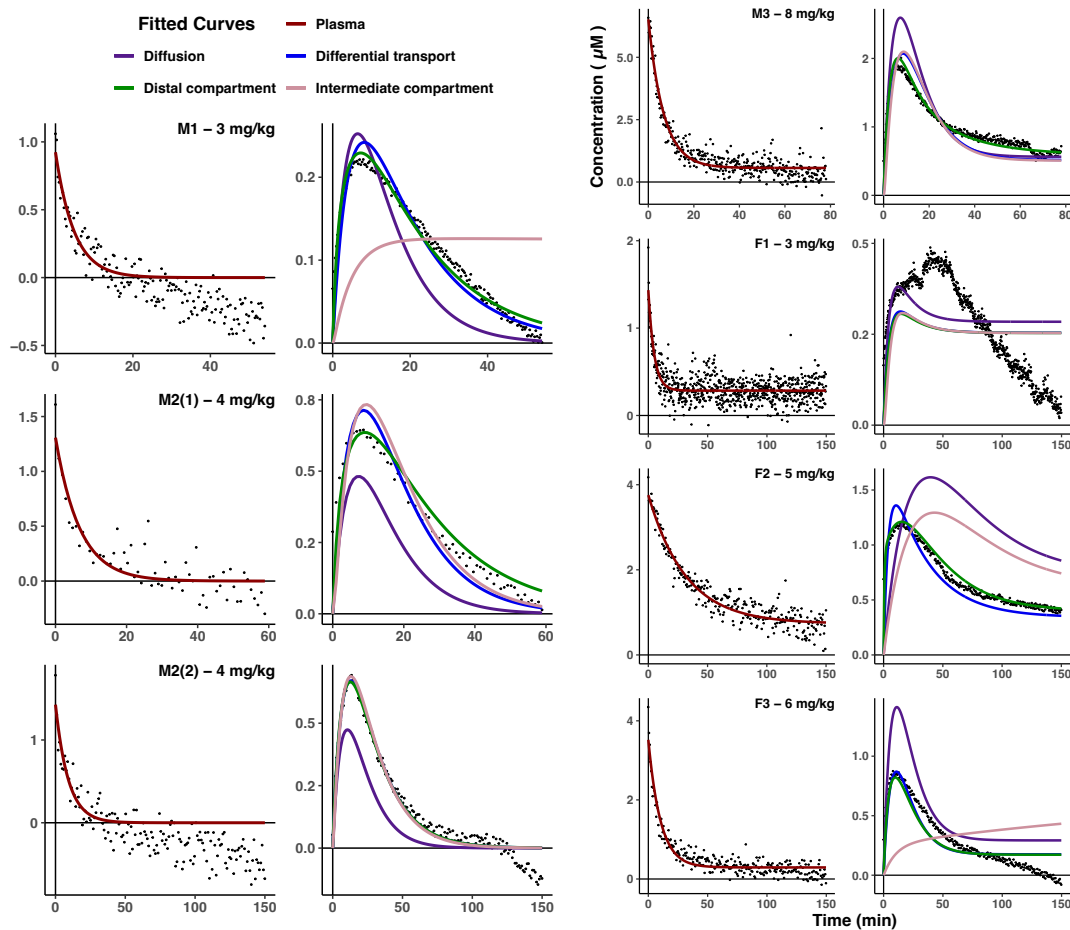 Fitted Curves
Plasma
Diffusion
Differential transport
Distal compartment
Intermediate compartment
M1 – 3 mg/kg
1.0
0.5
0.0
−0.5
0 20 40
0.2
0.1
0.0
0 20 40
M2(1) – 4 mg/kg
1.5
1.0
0.5
0.0
0 20 40 60
0.8
0.5
0.2
0.0
0 20 40 60
M2(2) – 4 mg/kg
1
0
0 50 100 150
0.5
0.2
0.0
0 50 100 150
Concentration ( µM )
M3 – 8 mg/kg
5.0
2.5
0.0
0 20 40 60 80
2
1
0
0 20 40 60 80
F1 – 3 mg/kg
2
1
0
0 50 100 150
0.5
0.2
0.0
0 50 100 150
F2 – 5 mg/kg
4
2
0
0 50 100 150
1.5
1.0
0.5
0.0
0 50 100 150
F3 – 6 mg/kg
4
2
0
0 50 100 150
1.0
0.5
0.0
0 50 100 150
Time (min)